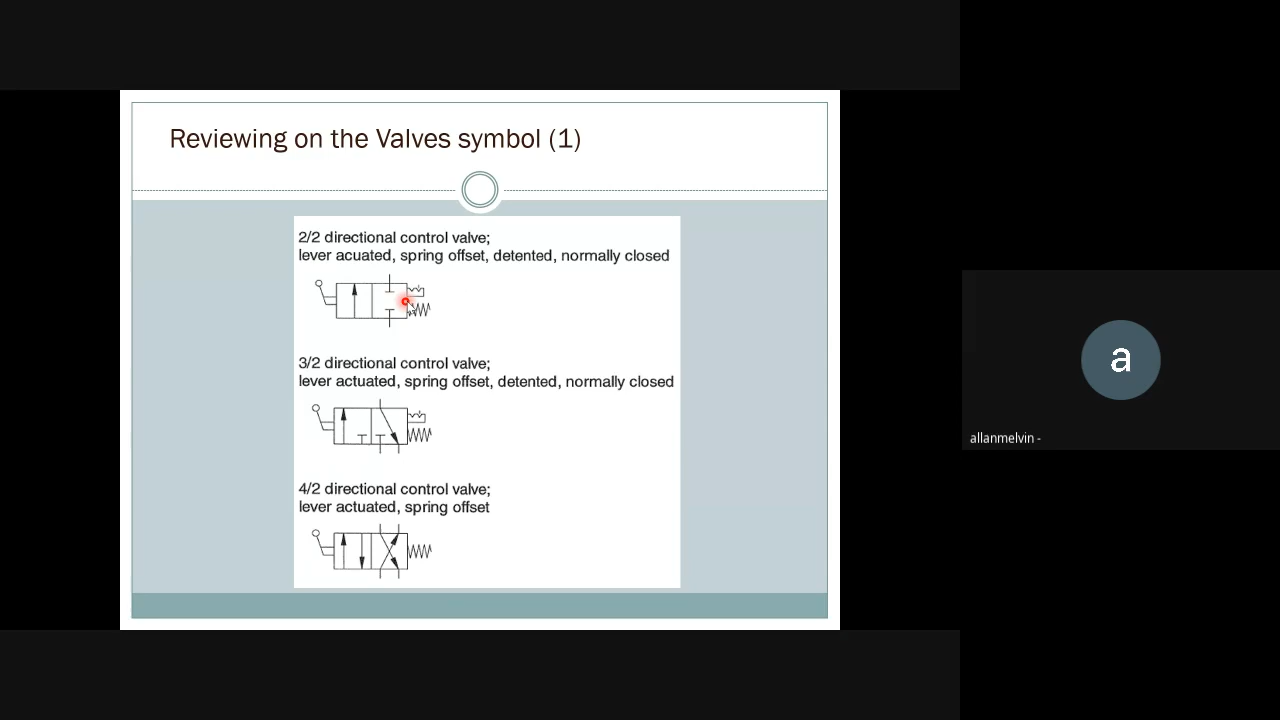 Reviewing on the Valves symbol (1)
2/2 directional control valve;
lever acuated, spring offset, detented, normally closed
3/2 directional control valve;
lever actuated, spring offset, detented, normally closed
4/2 directional control valve;
lever actuated, spring offset
a
allanmelvin -